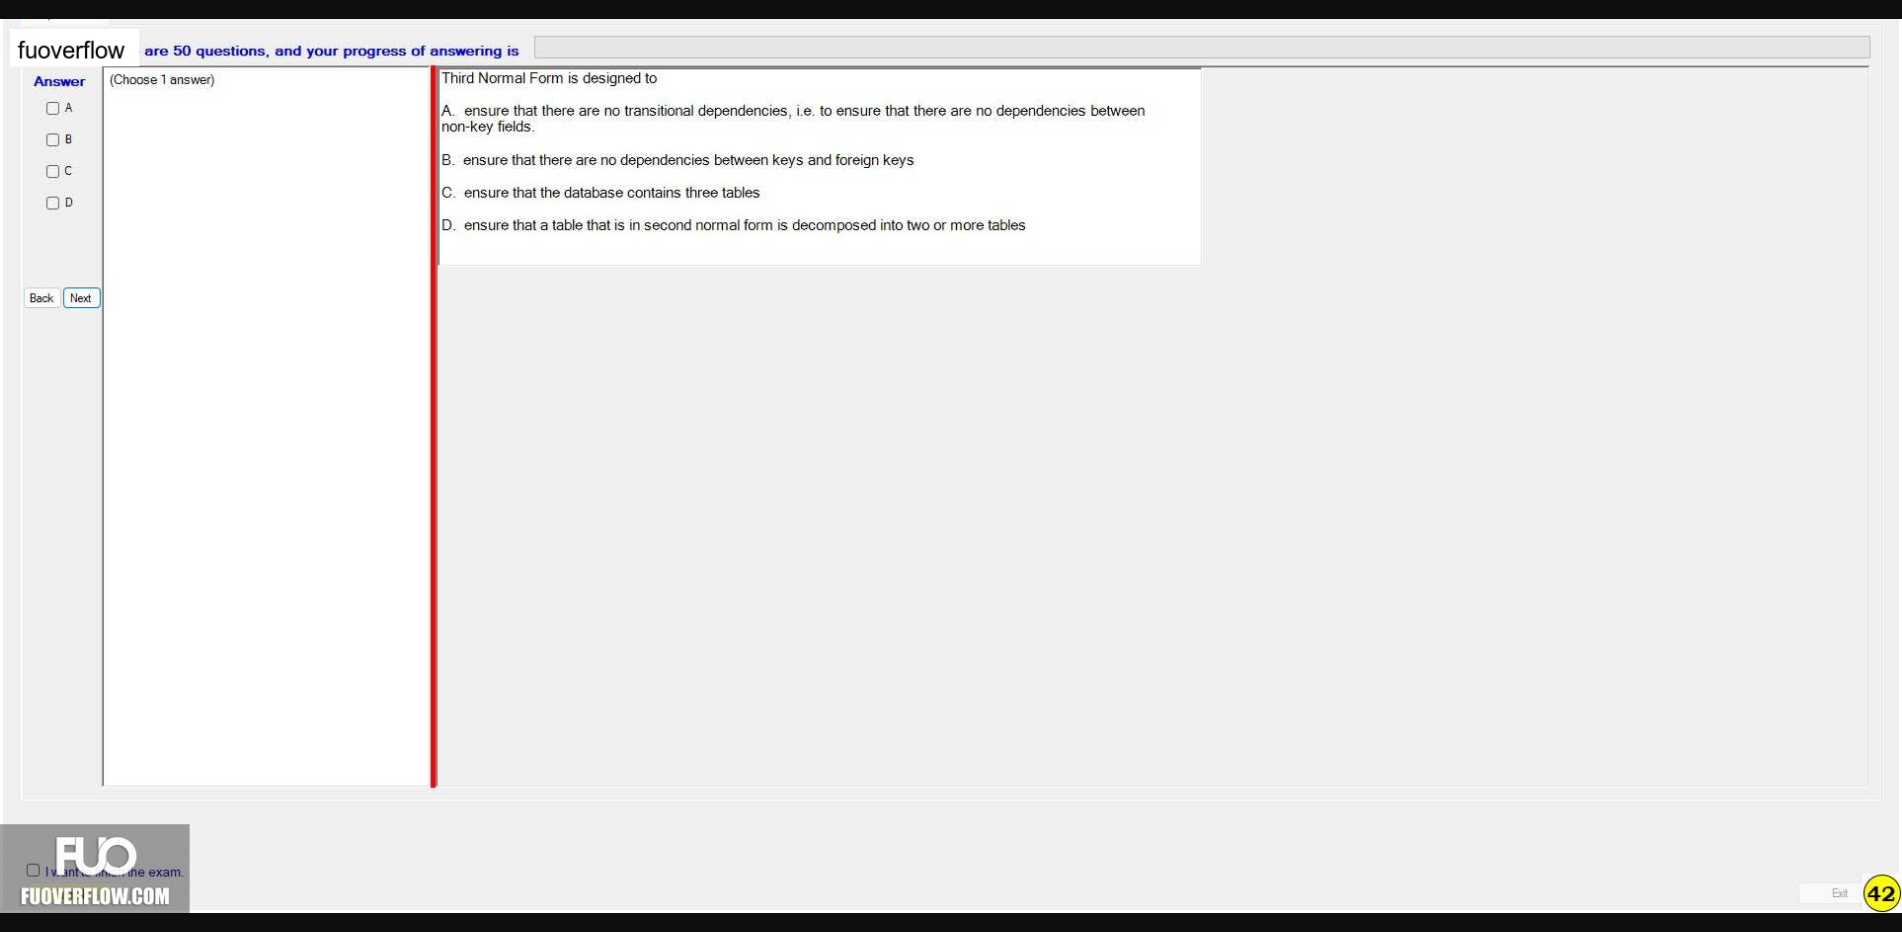 fuoverflow are 50 questions, and your progress of answering is
Answer
(Choose 1 answer)
A
B
C
D
Back Next
Third Normal Form is designed to
A. ensure that there are no transitional dependencies, i.e. to ensure that there are no dependencies between
non-key fields.
B. ensure that there are no dependencies between keys and foreign keys
C. ensure that the database contains three tables
D. ensure that a table that is in second normal form is decomposed into two or more tables
FUO
I want to finish the exam.
FUOVERFLOW.COM
Exit
42